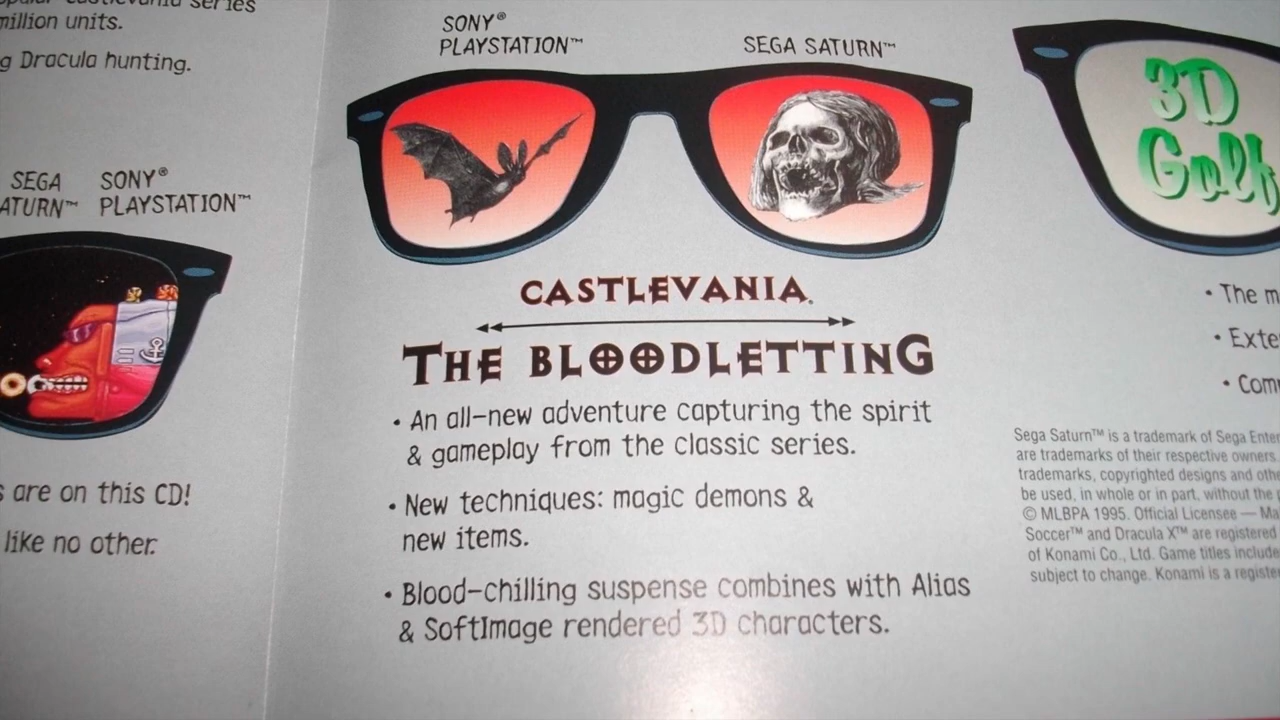 castlevania series
million units.
g Dracula hunting.
SEGA SONY®
ATURN™ PLAYSTATION™
s are on this CD!
like no other.
SONY®
PLAYSTATION™
SEGA SATURN™
CASTLEVANIA.
THE BLOODLETTING
• An all-new adventure capturing the spirit
& gameplay from the classic series.
• New techniques: magic demons &
new items.
• Blood-chilling suspense combines with Alias
& SoftImage rendered 3D characters.
3D
Golf
• The m
• Exte
• Com
Sega Saturn™ is a trademark of Sega Enter
are trademarks of their respective owners.
trademarks, copyrighted designs and othe
be used, in whole or in part, without the
© MLBPA 1995. Official Licensee — Ma
Soccer™ and Dracula X™ are registered
of Konami Co., Ltd. Game titles include
subject to change. Konami is a registe